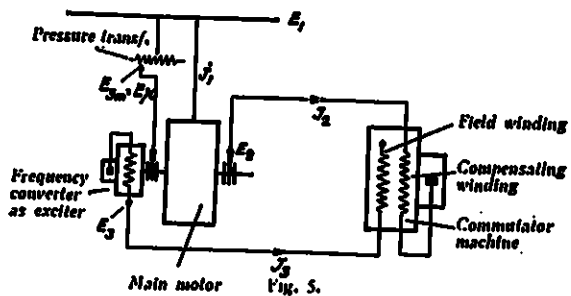 E₁
Pressure transf.
E₃ₘ=E₁/c
J₁
J₂
E₂
Field winding
Compensating
winding
Commutator
machine
Frequency
converter
as exciter
E₃
J₃
Main motor
Fig. 5.